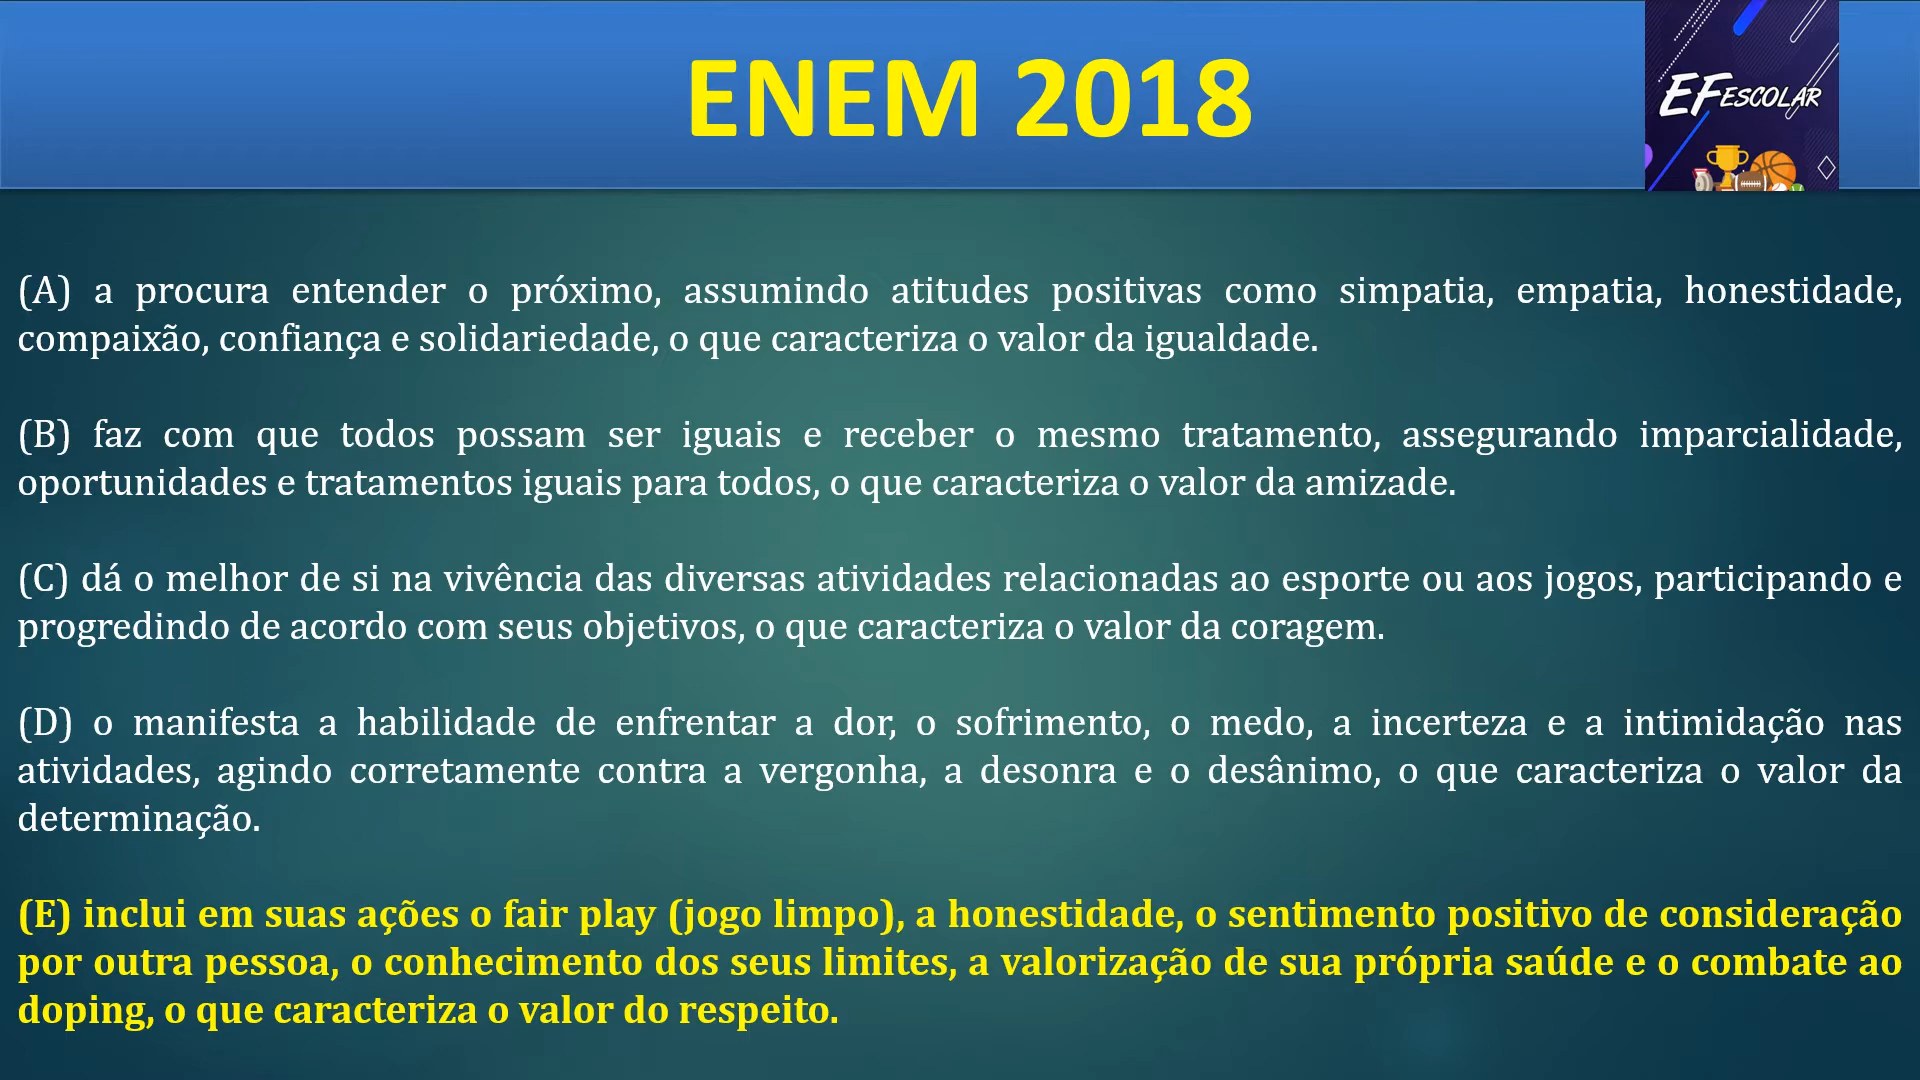 ENEM 2018
EFESCOLAR
(A) a procura entender o próximo, assumindo atitudes positivas como simpatia, empatia, honestidade,
compaixão, confiança e solidariedade, o que caracteriza o valor da igualdade.
(B) faz com que todos possam ser iguais e receber o mesmo tratamento, assegurando imparcialidade,
oportunidades e tratamentos iguais para todos, o que caracteriza o valor da amizade.
(C) dá o melhor de si na vivência das diversas atividades relacionadas ao esporte ou aos jogos, participando e
progredindo de acordo com seus objetivos, o que caracteriza o valor da coragem.
(D) o manifesta a habilidade de enfrentar a dor, o sofrimento, o medo, a incerteza e a intimidação nas
atividades, agindo corretamente contra a vergonha, a desonra e o desânimo, o que caracteriza o valor da
determinação.
(E) inclui em suas ações o fair play (jogo limpo), a honestidade, o sentimento positivo de consideração
por outra pessoa, o conhecimento dos seus limites, a valorização de sua própria saúde e o combate ao
doping, o que caracteriza o valor do respeito.